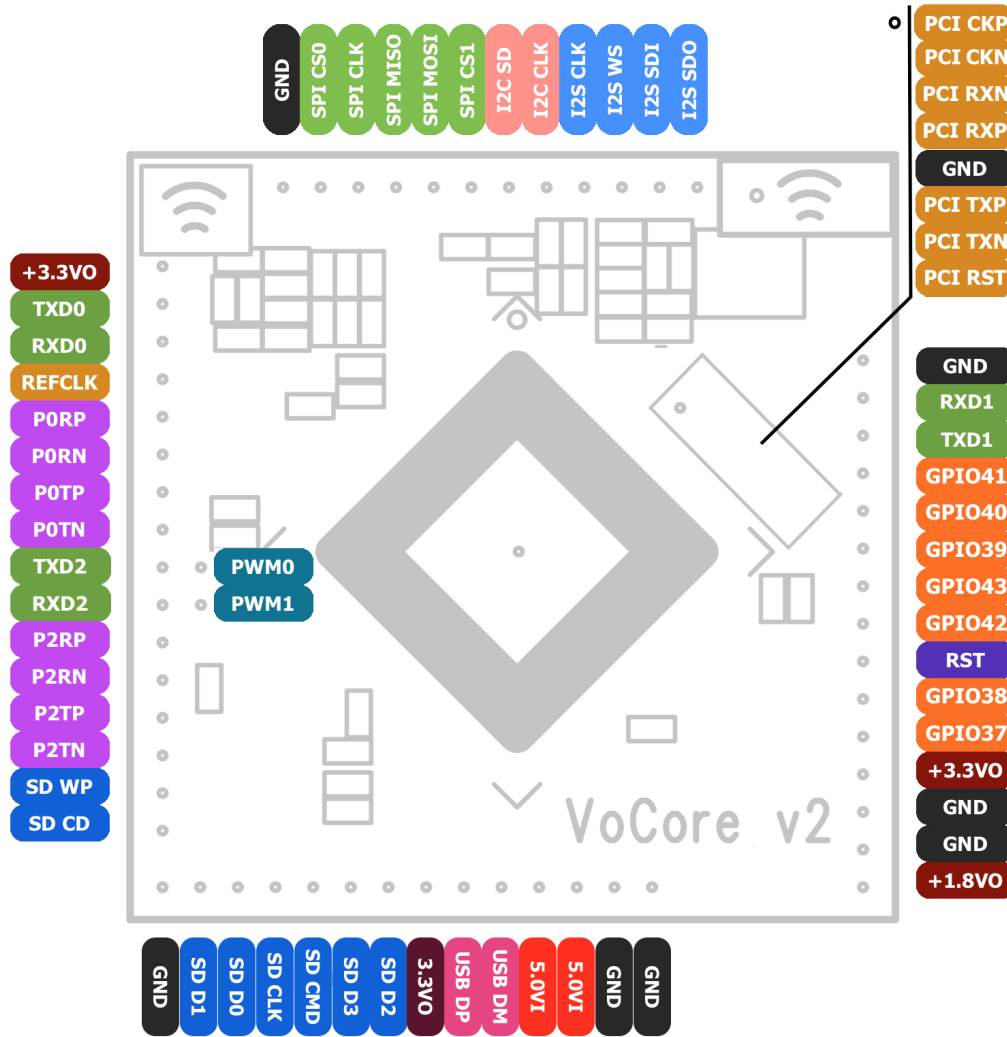 GND
SPI CS0
SPI CLK
SPI MISO
SPI MOSI
SPI CS1
I2C SD
I2C CLK
I2S CLK
I2S WS
I2S SDI
I2S SDO
PCI CKP
PCI CKN
PCI RXN
PCI RXP
GND
PCI TXP
PCI TXN
PCI RST
+3.3VO
TXD0
RXD0
REFCLK
P0RP
P0RN
P0TP
P0TN
TXD2
RXD2
P2RP
P2RN
P2TP
P2TN
SD WP
SD CD
PWM0
PWM1
GND
RXD1
TXD1
GPIO41
GPIO40
GPIO39
GPIO43
GPIO42
RST
GPIO38
GPIO37
+3.3VO
GND
GND
+1.8VO
VoCore v2
GND
SD D1
SD D0
SD CLK
SD CMD
SD D3
SD D2
3.3VO
USB DP
USB DM
5.0VI
5.0VI
GND
GND